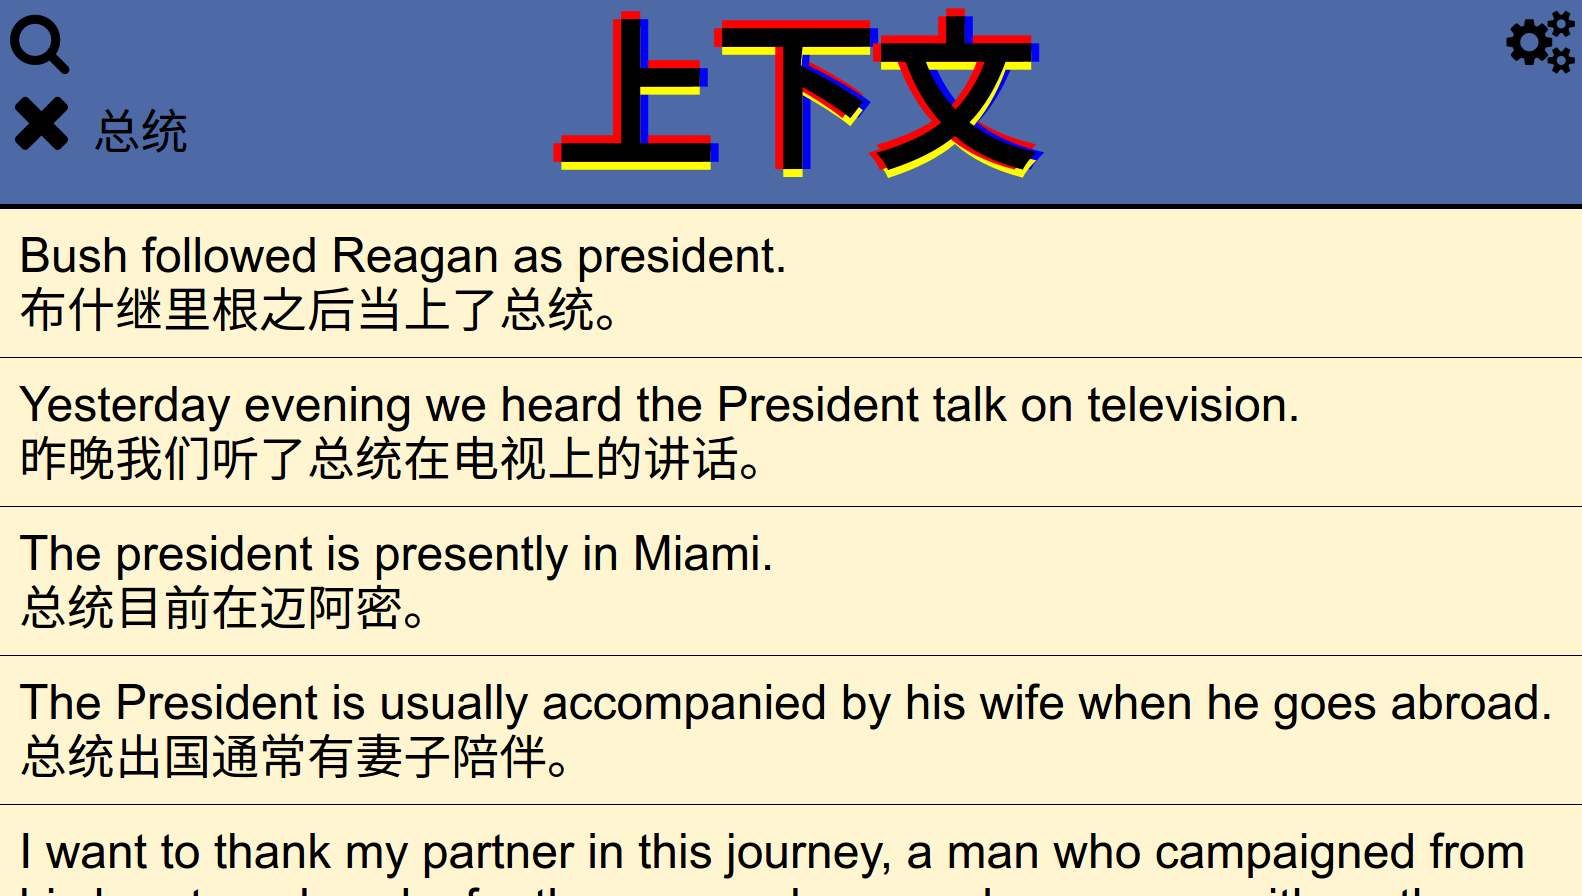 上下文
总统
Bush followed Reagan as president.
布什继里根之后当上了总统。
Yesterday evening we heard the President talk on television.
昨晚我们听了总统在电视上的讲话。
The president is presently in Miami.
总统目前在迈阿密。
The President is usually accompanied by his wife when he goes abroad.
总统出国通常有妻子陪伴。
I want to thank my partner in this journey, a man who campaigned from